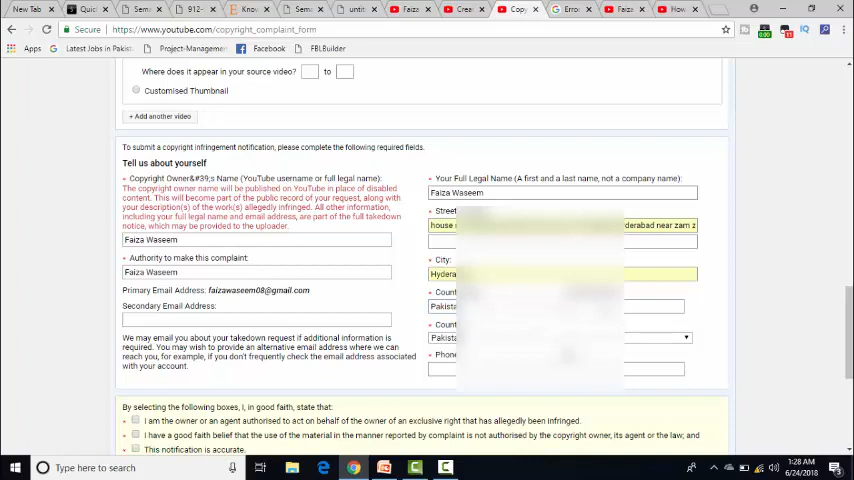 New Tab
Quick
Sema
912-
Know
Sema
untit
Faiza
Crea
Copy
Error
Faiza
How
Secure https://www.youtube.com/copyright_complaint_form
Apps
Latest Jobs in Pakist
Project-Management
Facebook
FBLBuilder
Where does it appear in your source video? to
Customised Thumbnail
+ Add another video
To submit a copyright infringement notification, please complete the following required fields.
Tell us about yourself
* Copyright Owner&#39;s Name (YouTube username or full legal name):
The copyright owner name will be published on YouTube in place of disabled
content. This will become part of the public record of your request, along with
your description(s) of the work(s) allegedly infringed. All other information,
including your full legal name and email address, are part of the full takedown
notice, which may be provided to the uploader.
Faiza Waseem
* Authority to make this complaint:
Faiza Waseem
Primary Email Address: faizawaseem08@gmail.com
Secondary Email Address:
We may email you about your takedown request if additional information is
required. You may wish to provide an alternative email address where we can
reach you, for example, if you don't frequently check the email address associated
with your account.
* Your Full Legal Name (A first and a last name, not a company name):
Faiza Waseem
* Street
house
derabad near zam z
* City:
Hydera
* Count
Pakista
* Count
Pakista
* Phone
By selecting the following boxes, I, in good faith, state that:
* I am the owner or an agent authorised to act on behalf of the owner of an exclusive right that has allegedly been infringed.
* I have a good faith belief that the use of the material in the manner reported by complaint is not authorised by the copyright owner, its agent or the law; and
* This notification is accurate.
Type here to search
1:28 AM
6/24/2018